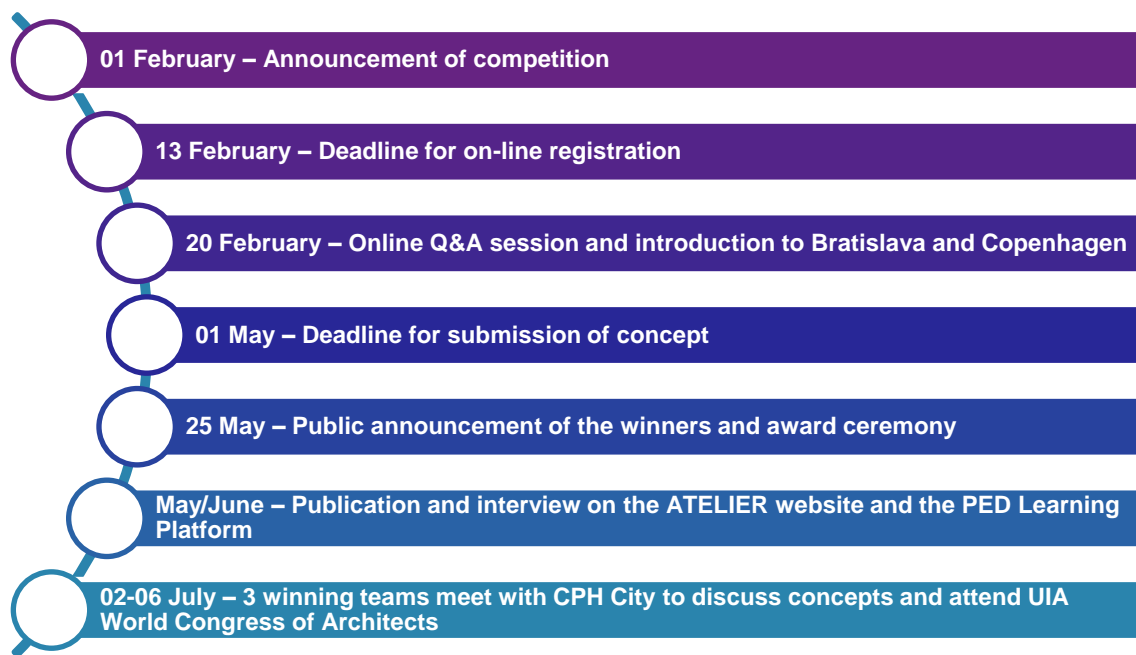 01 February – Announcement of competition
13 February – Deadline for on-line registration
20 February – Online Q&A session and introduction to Bratislava and Copenhagen
01 May – Deadline for submission of concept
25 May – Public announcement of the winners and award ceremony
May/June – Publication and interview on the ATELIER website and the PED Learning
Platform
02-06 July – 3 winning teams meet with CPH City to discuss concepts and attend UIA
World Congress of Architects